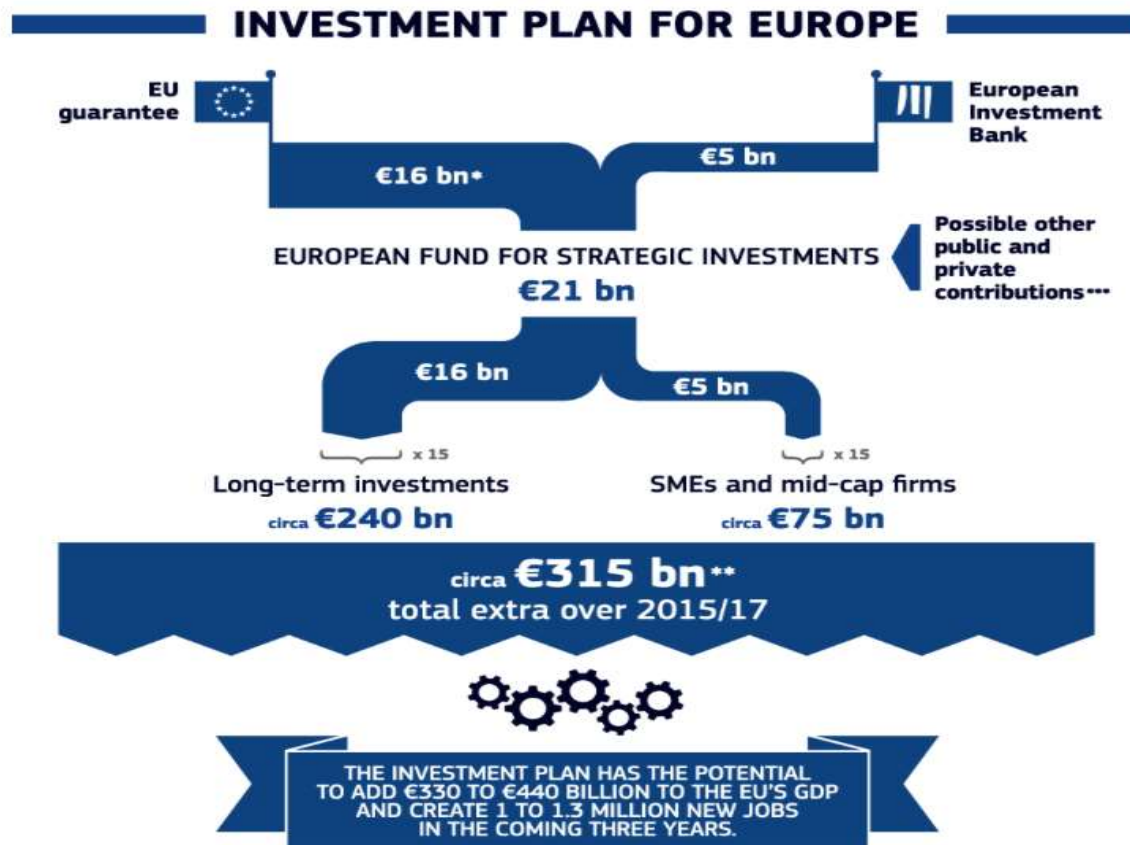 INVESTMENT PLAN FOR EUROPE
EU
guarantee
European
Investment
Bank
€16 bn*
€5 bn
EUROPEAN FUND FOR STRATEGIC INVESTMENTS
€21 bn
Possible other
public and
private
contributions***
€16 bn
€5 bn
x 15
x 15
Long-term investments
circa €240 bn
SMEs and mid-cap firms
circa €75 bn
circa €315 bn**
total extra over 2015/17
THE INVESTMENT PLAN HAS THE POTENTIAL
TO ADD €330 TO €440 BILLION TO THE EU'S GDP
AND CREATE 1 TO 1.3 MILLION NEW JOBS
IN THE COMING THREE YEARS.